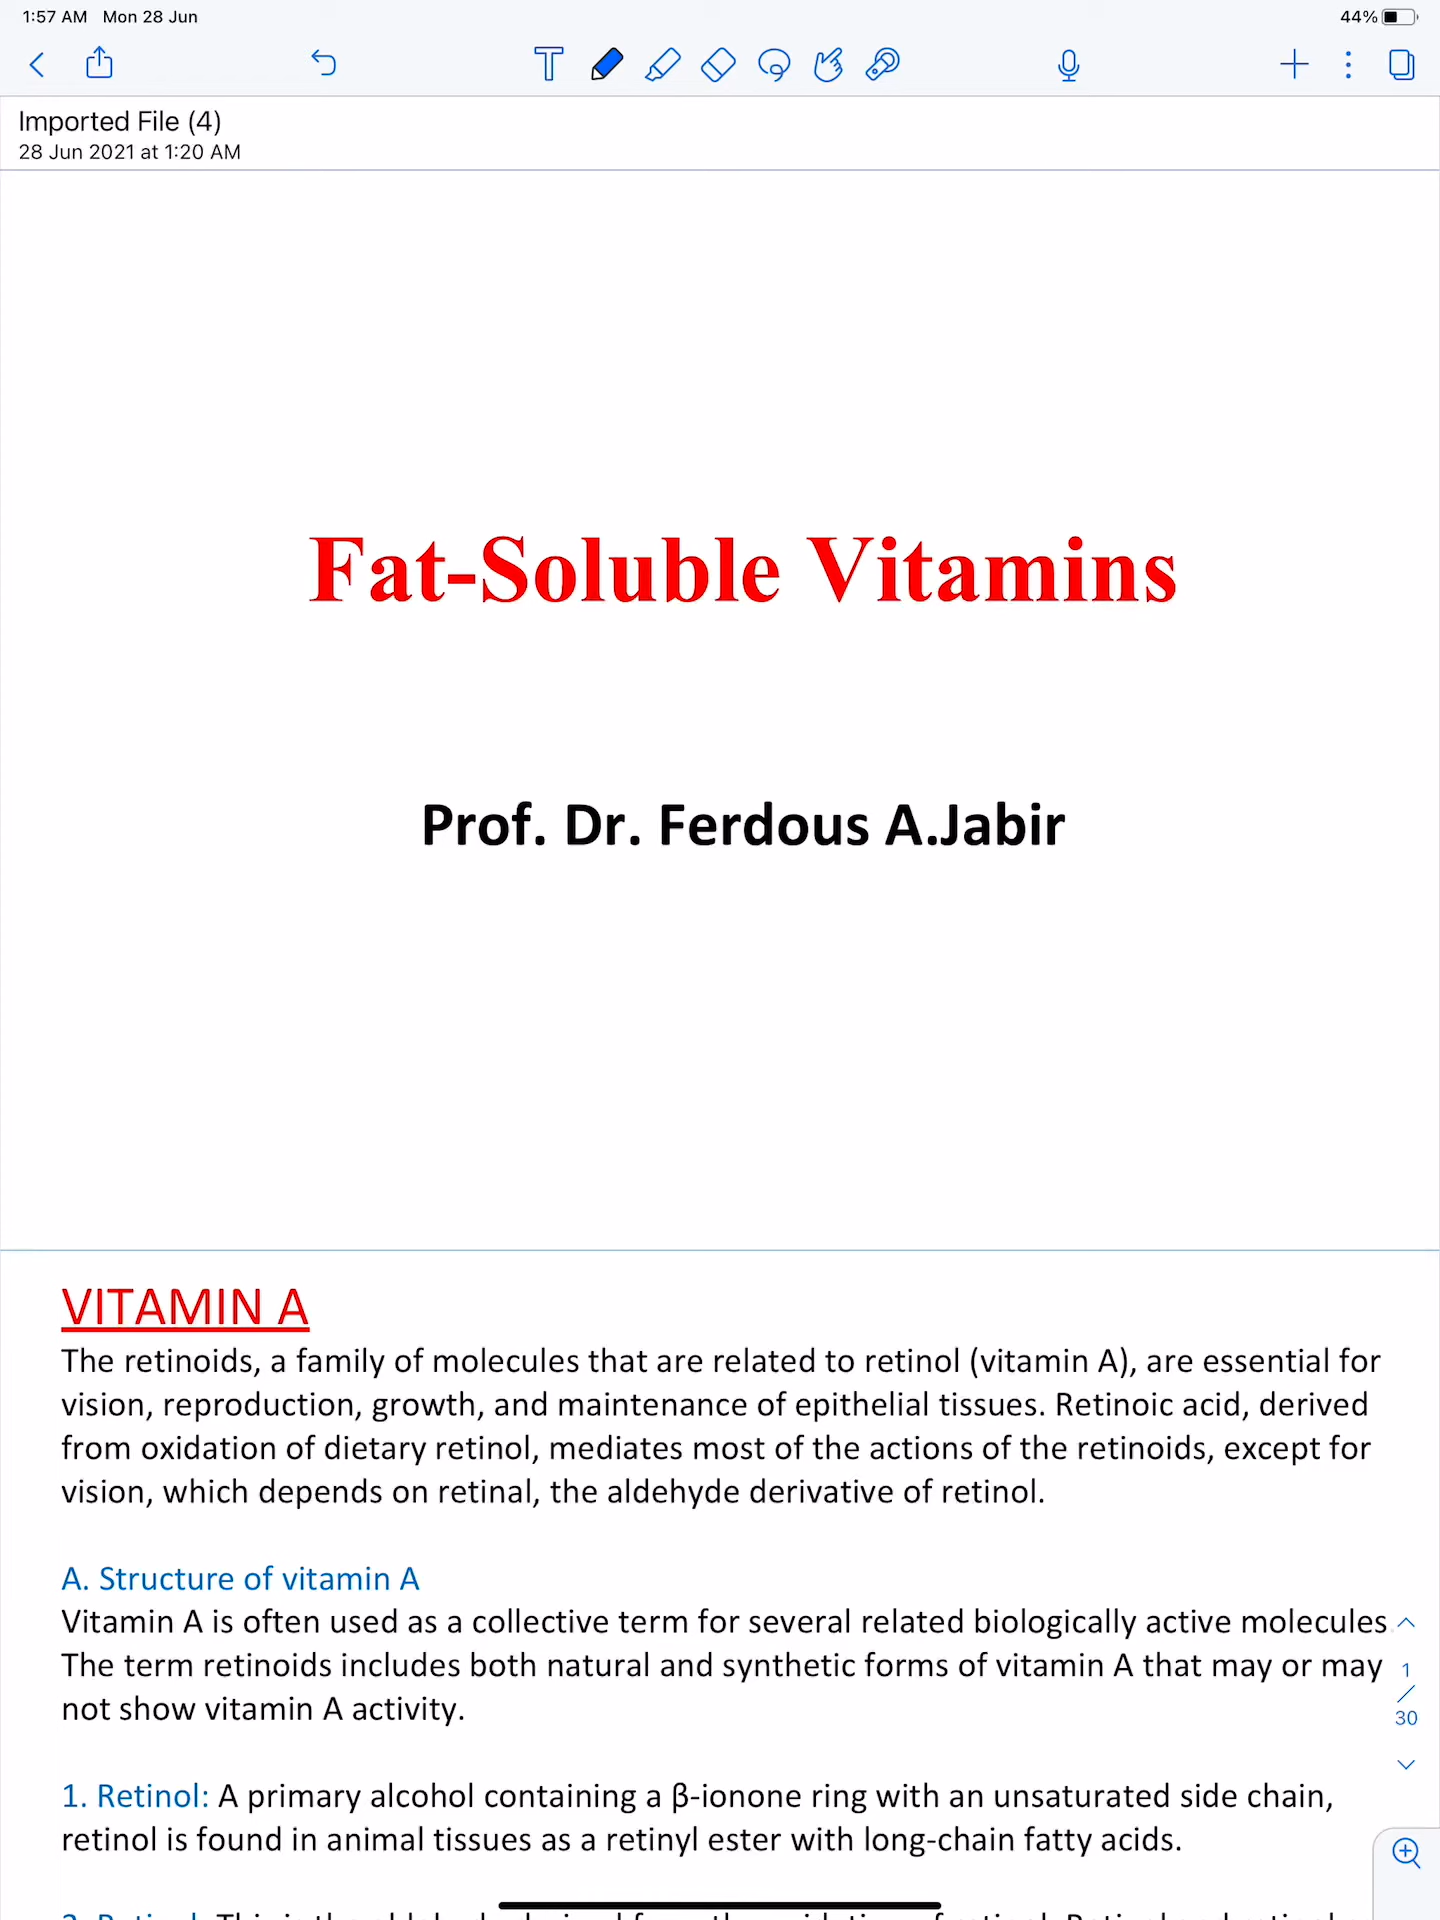 1:57 AM Mon 28 Jun
44%
Imported File (4)
28 Jun 2021 at 1:20 AM
Fat-Soluble Vitamins
Prof. Dr. Ferdous A.Jabir
VITAMIN A
The retinoids, a family of molecules that are related to retinol (vitamin A), are essential for
vision, reproduction, growth, and maintenance of epithelial tissues. Retinoic acid, derived
from oxidation of dietary retinol, mediates most of the actions of the retinoids, except for
vision, which depends on retinal, the aldehyde derivative of retinol.
A. Structure of vitamin A
Vitamin A is often used as a collective term for several related biologically active molecules.
The term retinoids includes both natural and synthetic forms of vitamin A that may or may
not show vitamin A activity.
1
/
30
1. Retinol: A primary alcohol containing a β-ionone ring with an unsaturated side chain,
retinol is found in animal tissues as a retinyl ester with long-chain fatty acids.